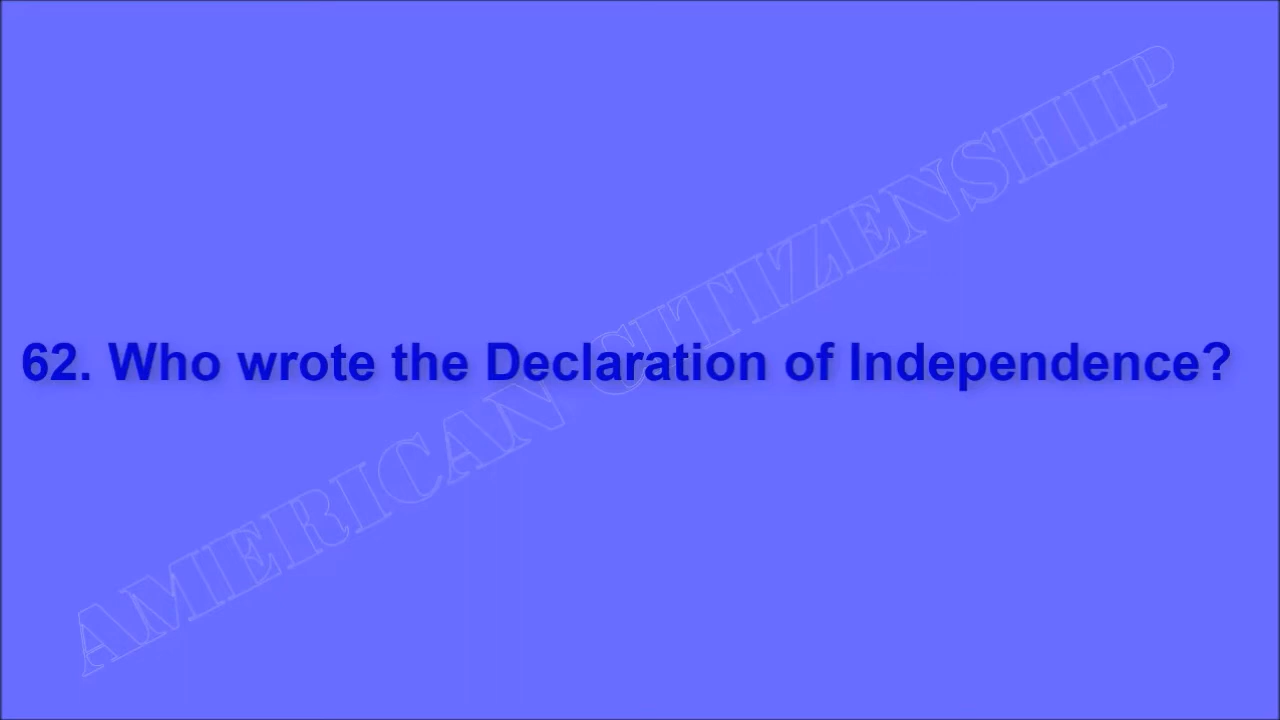 62. Who wrote the Declaration of Independence?
AMERICAN CITIZENSHIP